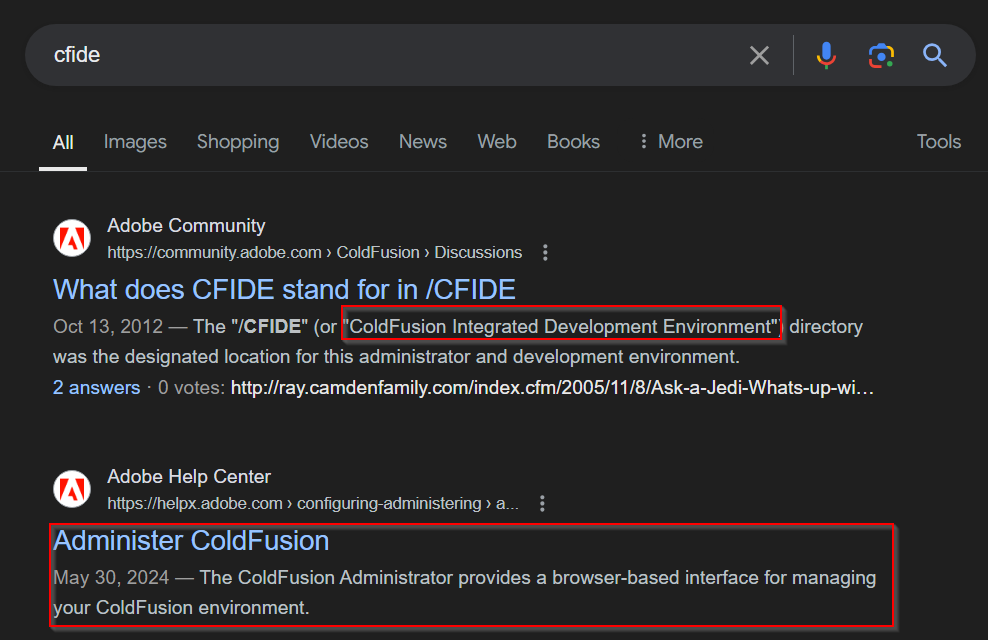 cfide
All Images Shopping Videos News Web Books More Tools
Adobe Community
https://community.adobe.com › ColdFusion › Discussions
What does CFIDE stand for in /CFIDE
Oct 13, 2012 — The "/CFIDE" (or "ColdFusion Integrated Development Environment") directory
was the designated location for this administrator and development environment.
2 answers · 0 votes: http://ray.camdenfamily.com/index.cfm/2005/11/8/Ask-a-Jedi-Whats-up-wi…
Adobe Help Center
https://helpx.adobe.com › configuring-administering › a...
Administer ColdFusion
May 30, 2024 — The ColdFusion Administrator provides a browser-based interface for managing
your ColdFusion environment.